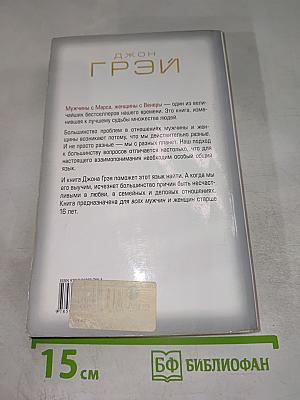 ДЖОН
ГРЭЙ
Мужчины с Марса, женщины с Венеры — один из вели-
чайших бестселлеров нашего времени. Это книга, изме-
нившая к лучшему судьбы множества людей.
Большинство проблем в отношениях мужчины и жен-
щины возникают потому, что мы действительно разные.
И не просто разные — мы с разных планет. Наш подход
к большинству вопросов отличается настолько, что для
настоящего взаимопонимания необходим особый общий
язык.
И книга Джона Грэя поможет этот язык найти. А когда мы
его выучим, исчезнет большинство причин быть несчаст-
ливыми в любви, в семейных и деловых отношениях.
Книга предназначена для всех мужчин и женщин старше
16 лет.
15 см
БФ БИБЛИОФАН